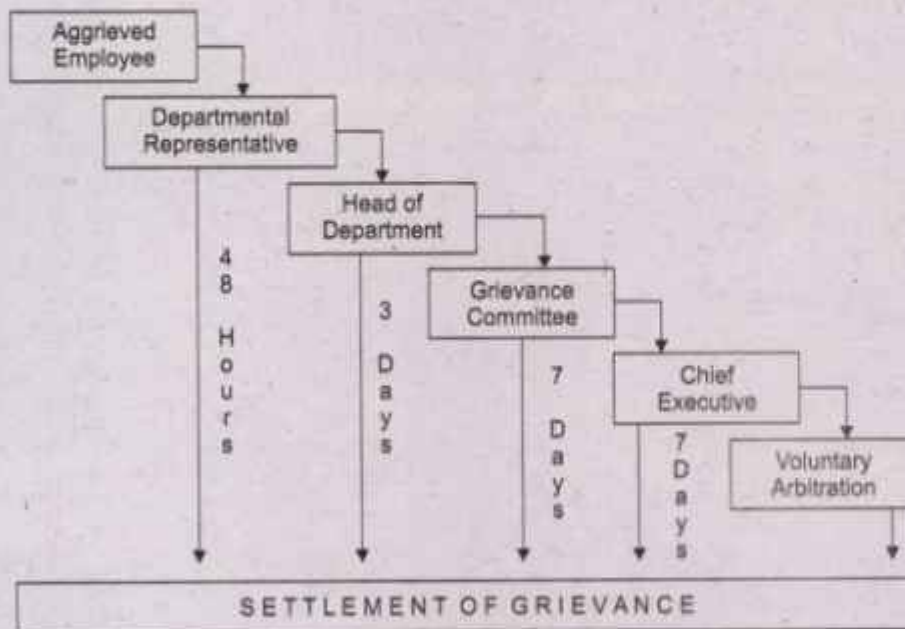 Aggrieved
Employee
Departmental
Representative
Head of
Department
Grievance
Committee
Chief
Executive
Voluntary
Arbitration
48 Hours
3 Days
7 Days
7 Days
SETTLEMENT OF GRIEVANCE